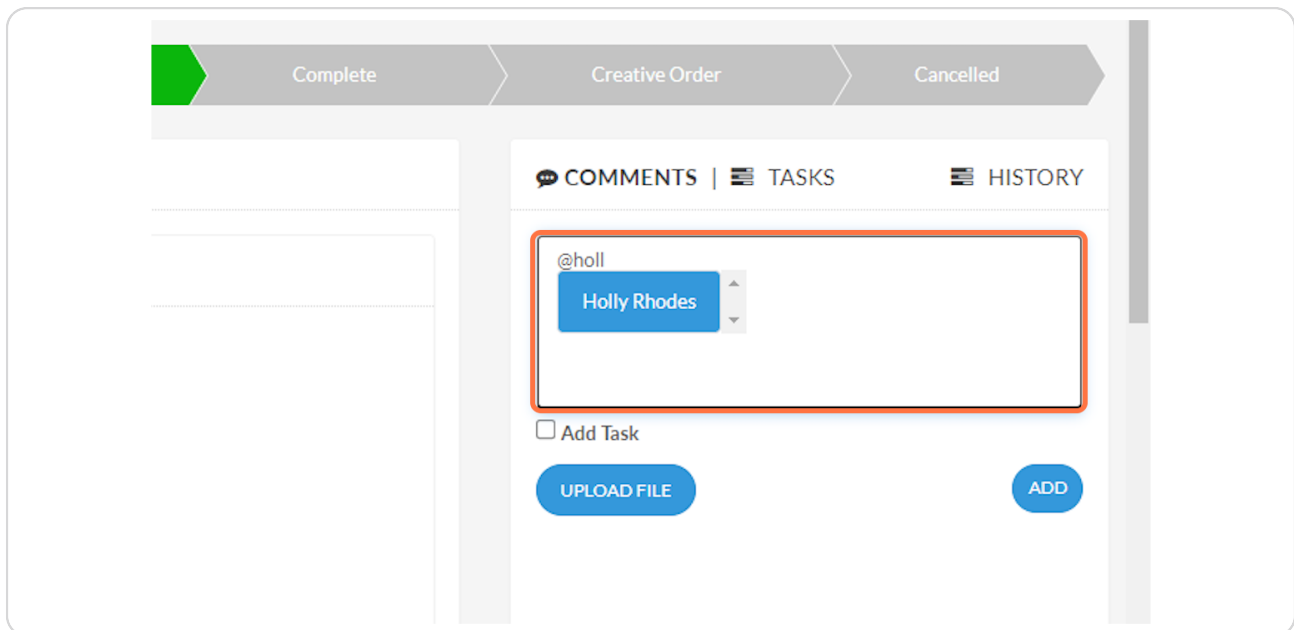 Complete
Creative Order
Cancelled
COMMENTS | TASKS HISTORY
@holl
Holly Rhodes
Add Task
UPLOAD FILE
ADD